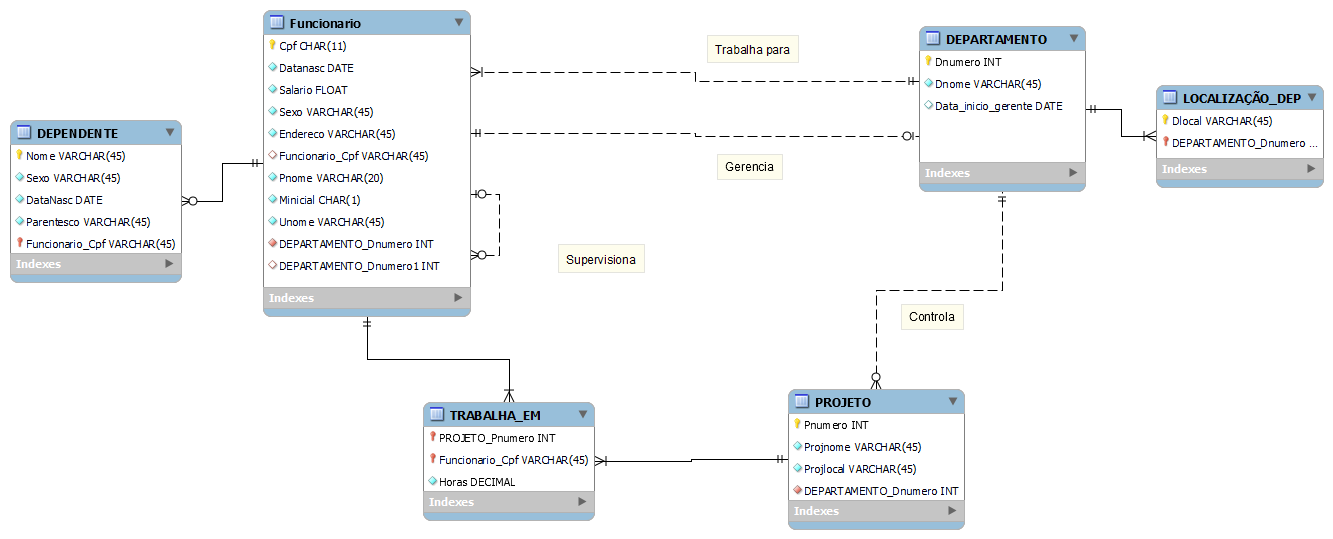 DEPENDENTE
Nome VARCHAR(45)
Sexo VARCHAR(45)
DataNasc DATE
Parentesco VARCHAR(45)
Funcionario_Cpf VARCHAR(45)
Indexes
Funcionario
Cpf CHAR(11)
Datanasc DATE
Salario FLOAT
Sexo VARCHAR(45)
Endereco VARCHAR(45)
Funcionario_Cpf VARCHAR(45)
Pnome VARCHAR(20)
Minicial CHAR(1)
Unome VARCHAR(45)
DEPARTAMENTO_Dnumero INT
DEPARTAMENTO_Dnumero1 INT
Indexes
Trabalha para
Gerencia
Supervisiona
DEPARTAMENTO
Dnumero INT
Dnome VARCHAR(45)
Data_inicio_gerente DATE
Indexes
LOCALIZAÇÃO_DEP
Dlocal VARCHAR(45)
DEPARTAMENTO_Dnumero ...
Indexes
Controla
TRABALHA_EM
PROJETO_Pnumero INT
Funcionario_Cpf VARCHAR(45)
Horas DECIMAL
Indexes
PROJETO
Pnumero INT
Projnome VARCHAR(45)
Projlocal VARCHAR(45)
DEPARTAMENTO_Dnumero INT
Indexes